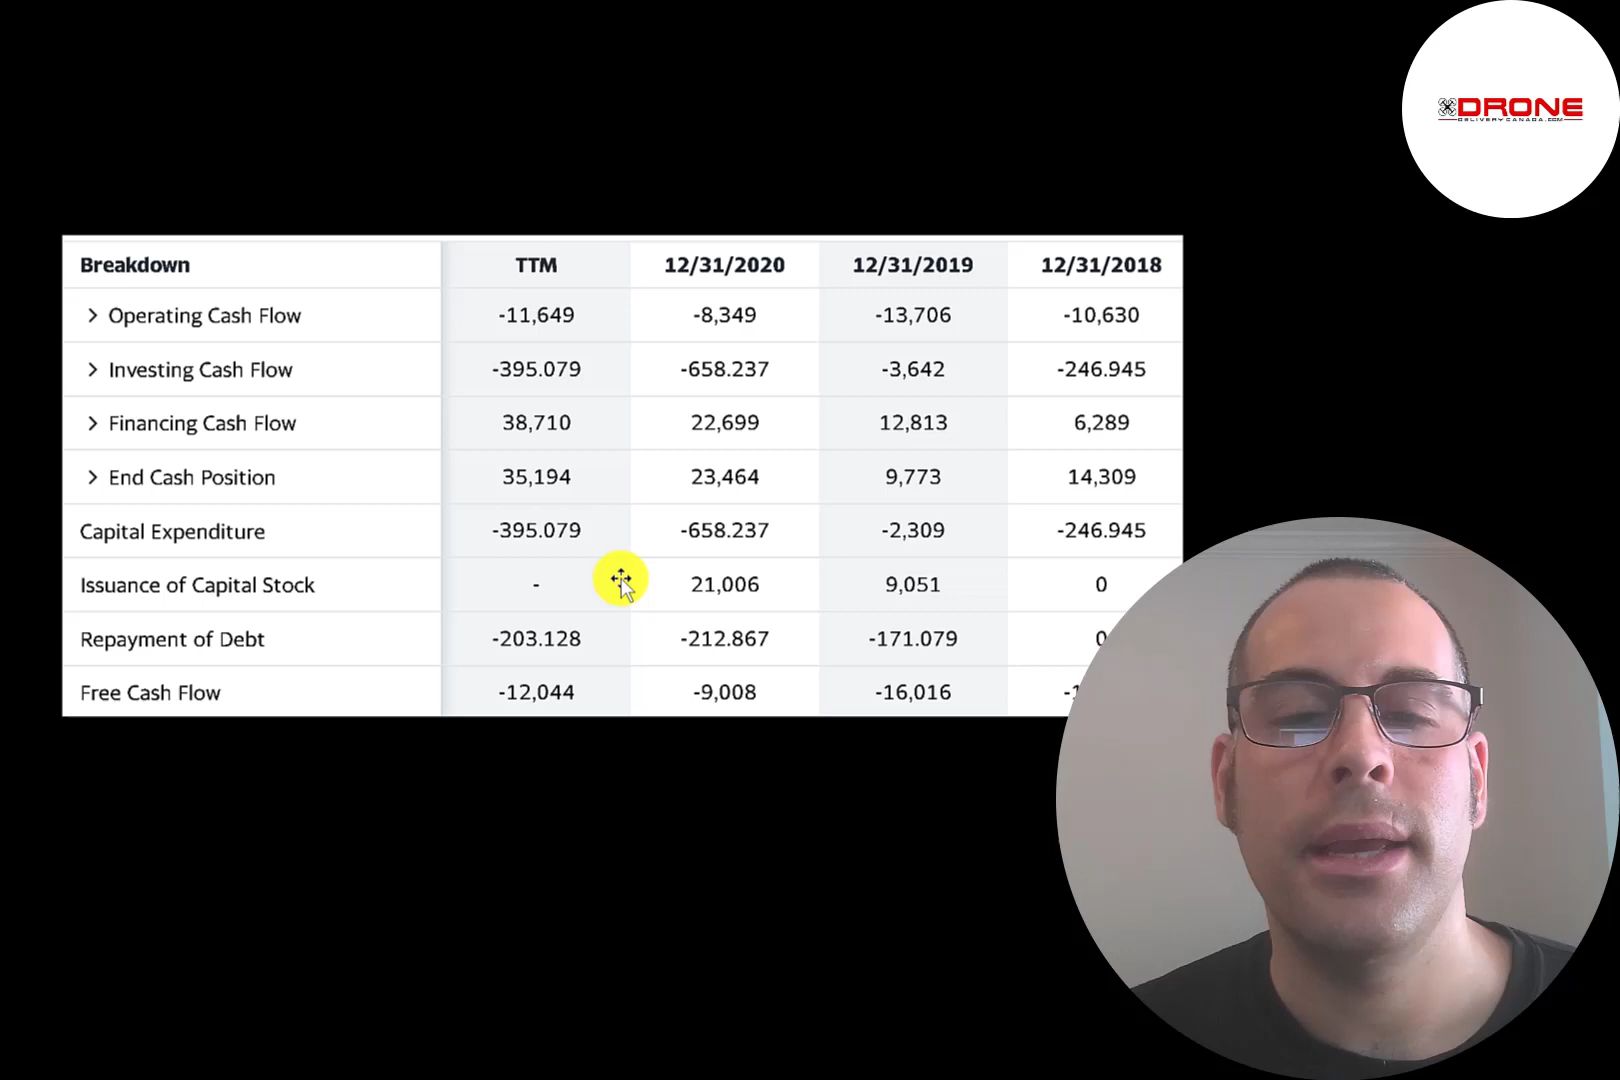 DRONE
DELIVERYCANADA.COM
Breakdown TTM 12/31/2020 12/31/2019 12/31/2018
Operating Cash Flow -11,649 -8,349 -13,706 -10,630
Investing Cash Flow -395.079 -658.237 -3,642 -246.945
Financing Cash Flow 38,710 22,699 12,813 6,289
End Cash Position 35,194 23,464 9,773 14,309
Capital Expenditure -395.079 -658.237 -2,309 -246.945
Issuance of Capital Stock - 21,006 9,051 0
Repayment of Debt -203.128 -212.867 -171.079 0
Free Cash Flow -12,044 -9,008 -16,016